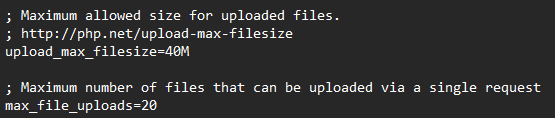 ; Maximum allowed size for uploaded files.
; http://php.net/upload-max-filesize
upload_max_filesize=40M
; Maximum number of files that can be uploaded via a single request
max_file_uploads=20